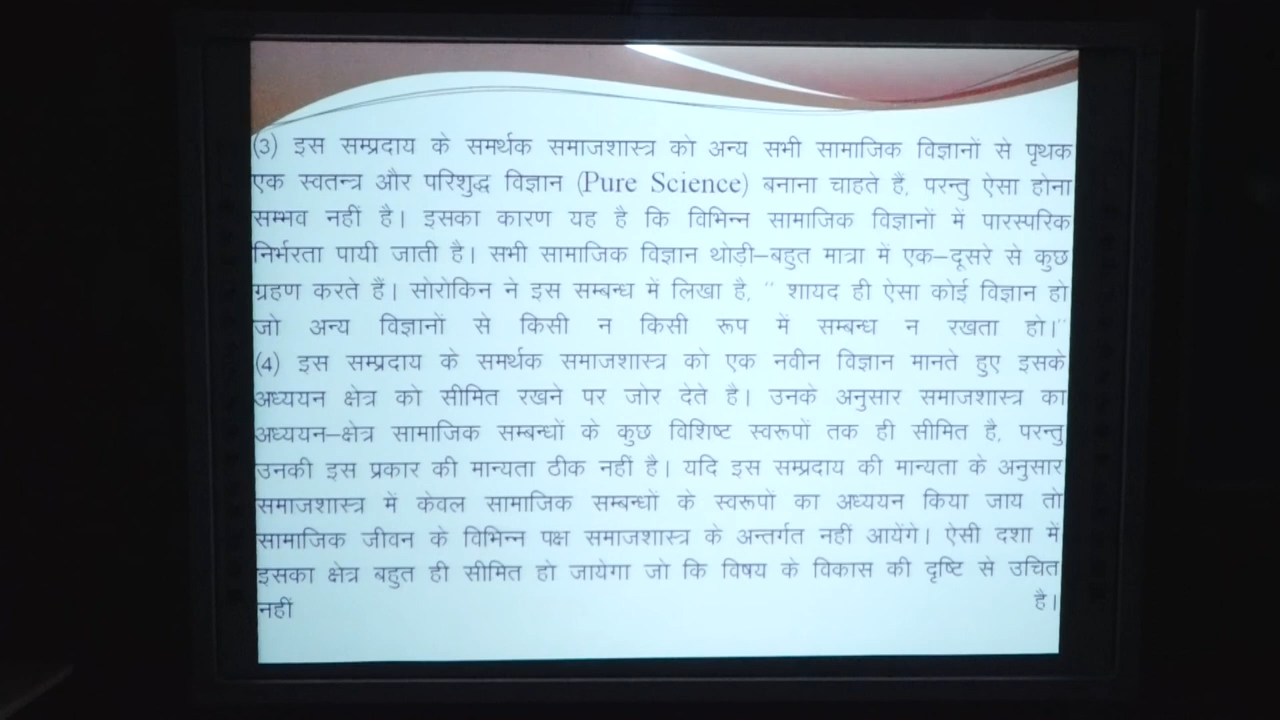 (3) इस सम्प्रदाय के समर्थक समाजशास्त्र को अन्य सभी सामाजिक विज्ञानों से पृथक
एक स्वतन्त्र और परिशुद्ध विज्ञान (Pure Science) बनाना चाहते हैं, परन्तु ऐसा होना
सम्भव नहीं है। इसका कारण यह है कि विभिन्न सामाजिक विज्ञानों में पारस्परिक
निर्भरता पायी जाती है। सभी सामाजिक विज्ञान थोड़ी–बहुत मात्रा में एक–दूसरे से कुछ
ग्रहण करते हैं। सोरोकिन ने इस सम्बन्ध में लिखा है, " शायद ही ऐसा कोई विज्ञान हो
जो अन्य विज्ञानों से किसी न किसी रूप में सम्बन्ध न रखता हो।"
(4) इस सम्प्रदाय के समर्थक समाजशास्त्र को एक नवीन विज्ञान मानते हुए इसके
अध्ययन क्षेत्र को सीमित रखने पर जोर देते है। उनके अनुसार समाजशास्त्र का
अध्ययन–क्षेत्र सामाजिक सम्बन्धों के कुछ विशिष्ट स्वरूपों तक ही सीमित है, परन्तु
उनकी इस प्रकार की मान्यता ठीक नहीं है। यदि इस सम्प्रदाय की मान्यता के अनुसार
समाजशास्त्र में केवल सामाजिक सम्बन्धों के स्वरूपों का अध्ययन किया जाय तो
सामाजिक जीवन के विभिन्न पक्ष समाजशास्त्र के अन्तर्गत नहीं आयेंगे। ऐसी दशा में
इसका क्षेत्र बहुत ही सीमित हो जायेगा जो कि विषय के विकास की दृष्टि से उचित
नहीं है।